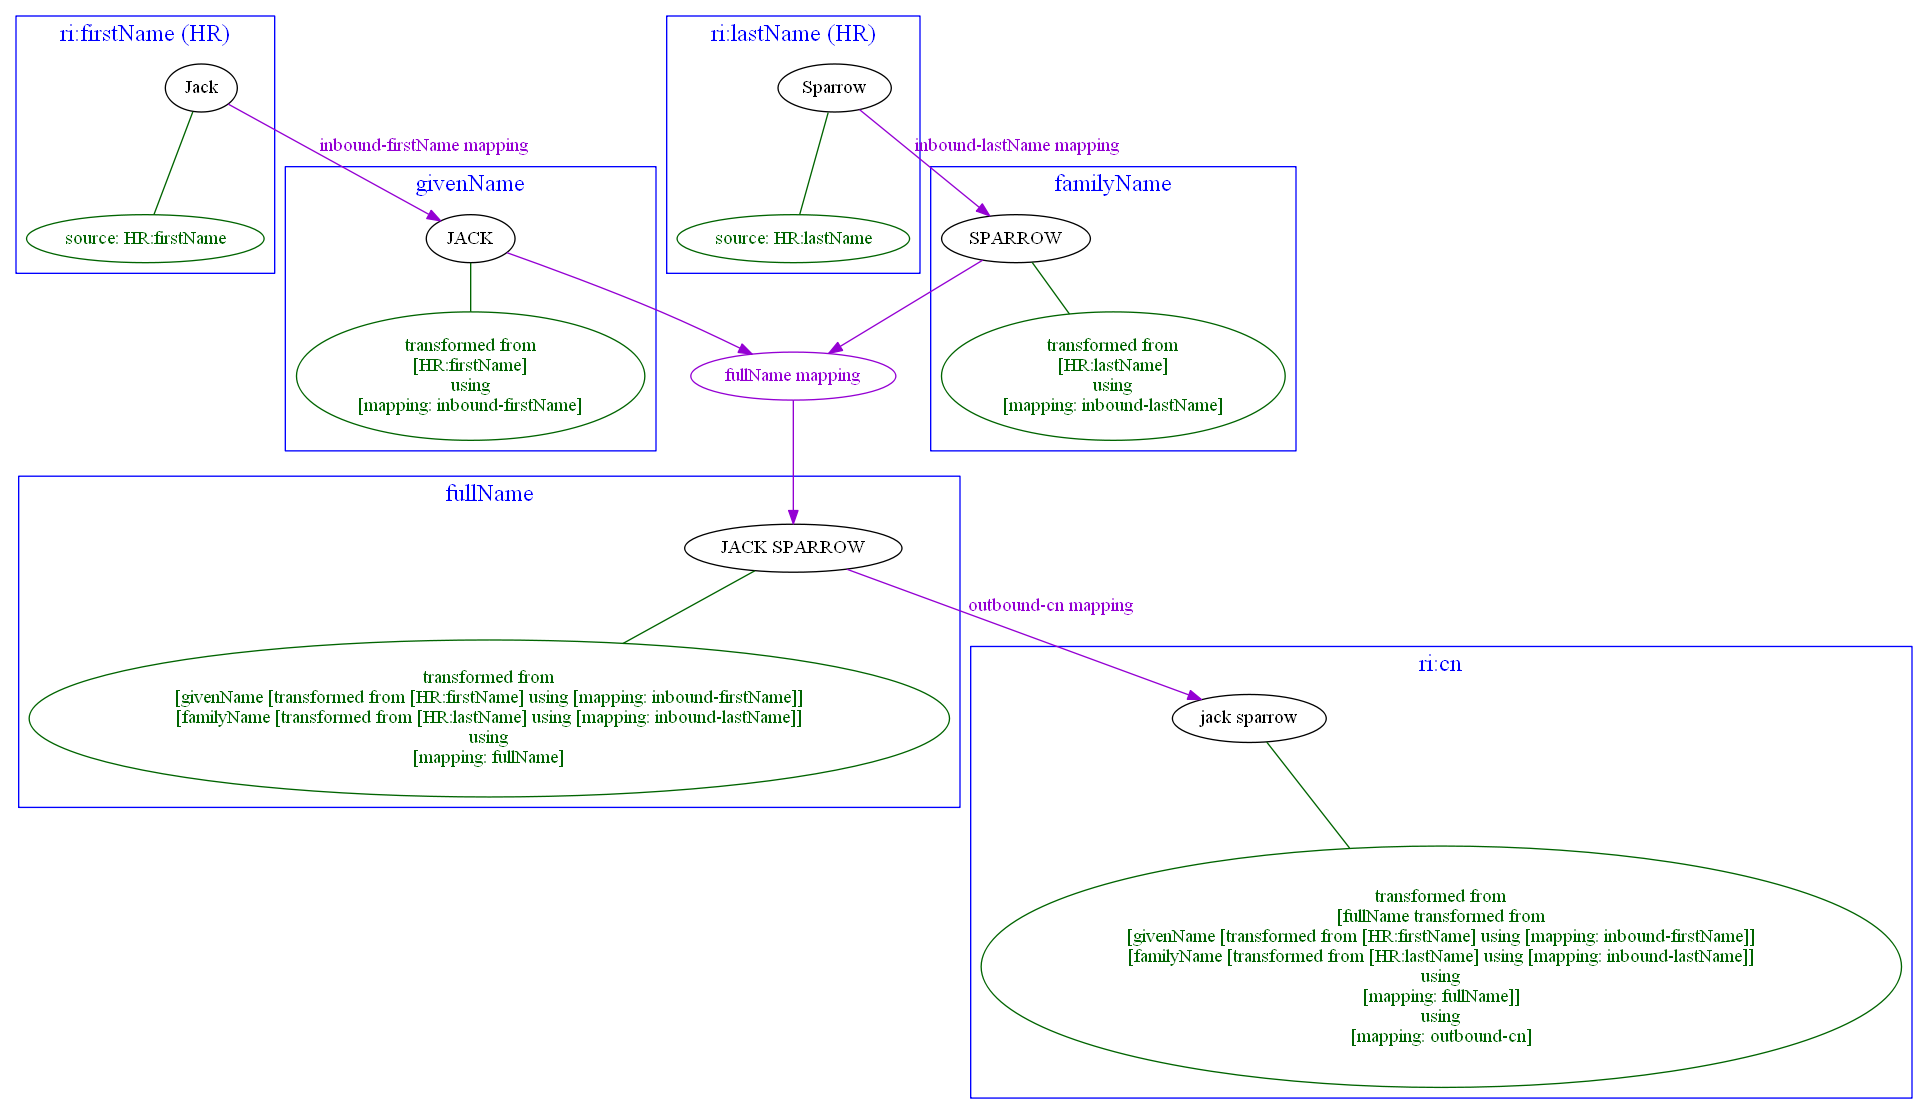 ri:firstName (HR)
Jack
source: HR:firstName
ri:lastName (HR)
Sparrow
source: HR:lastName
inbound-firstName mapping
inbound-lastName mapping
givenName
JACK
transformed from
[HR:firstName]
using
[mapping: inbound-firstName]
familyName
SPARROW
transformed from
[HR:lastName]
using
[mapping: inbound-lastName]
fullName mapping
fullName
JACK SPARROW
transformed from
[givenName [transformed from [HR:firstName] using [mapping: inbound-firstName]]
[familyName [transformed from [HR:lastName] using [mapping: inbound-lastName]]
using
[mapping: fullName]
outbound-cn mapping
ri:cn
jack sparrow
transformed from
[fullName transformed from
[givenName [transformed from [HR:firstName] using [mapping: inbound-firstName]]
[familyName [transformed from [HR:lastName] using [mapping: inbound-lastName]]
using
[mapping: fullName]]
using
[mapping: outbound-cn]